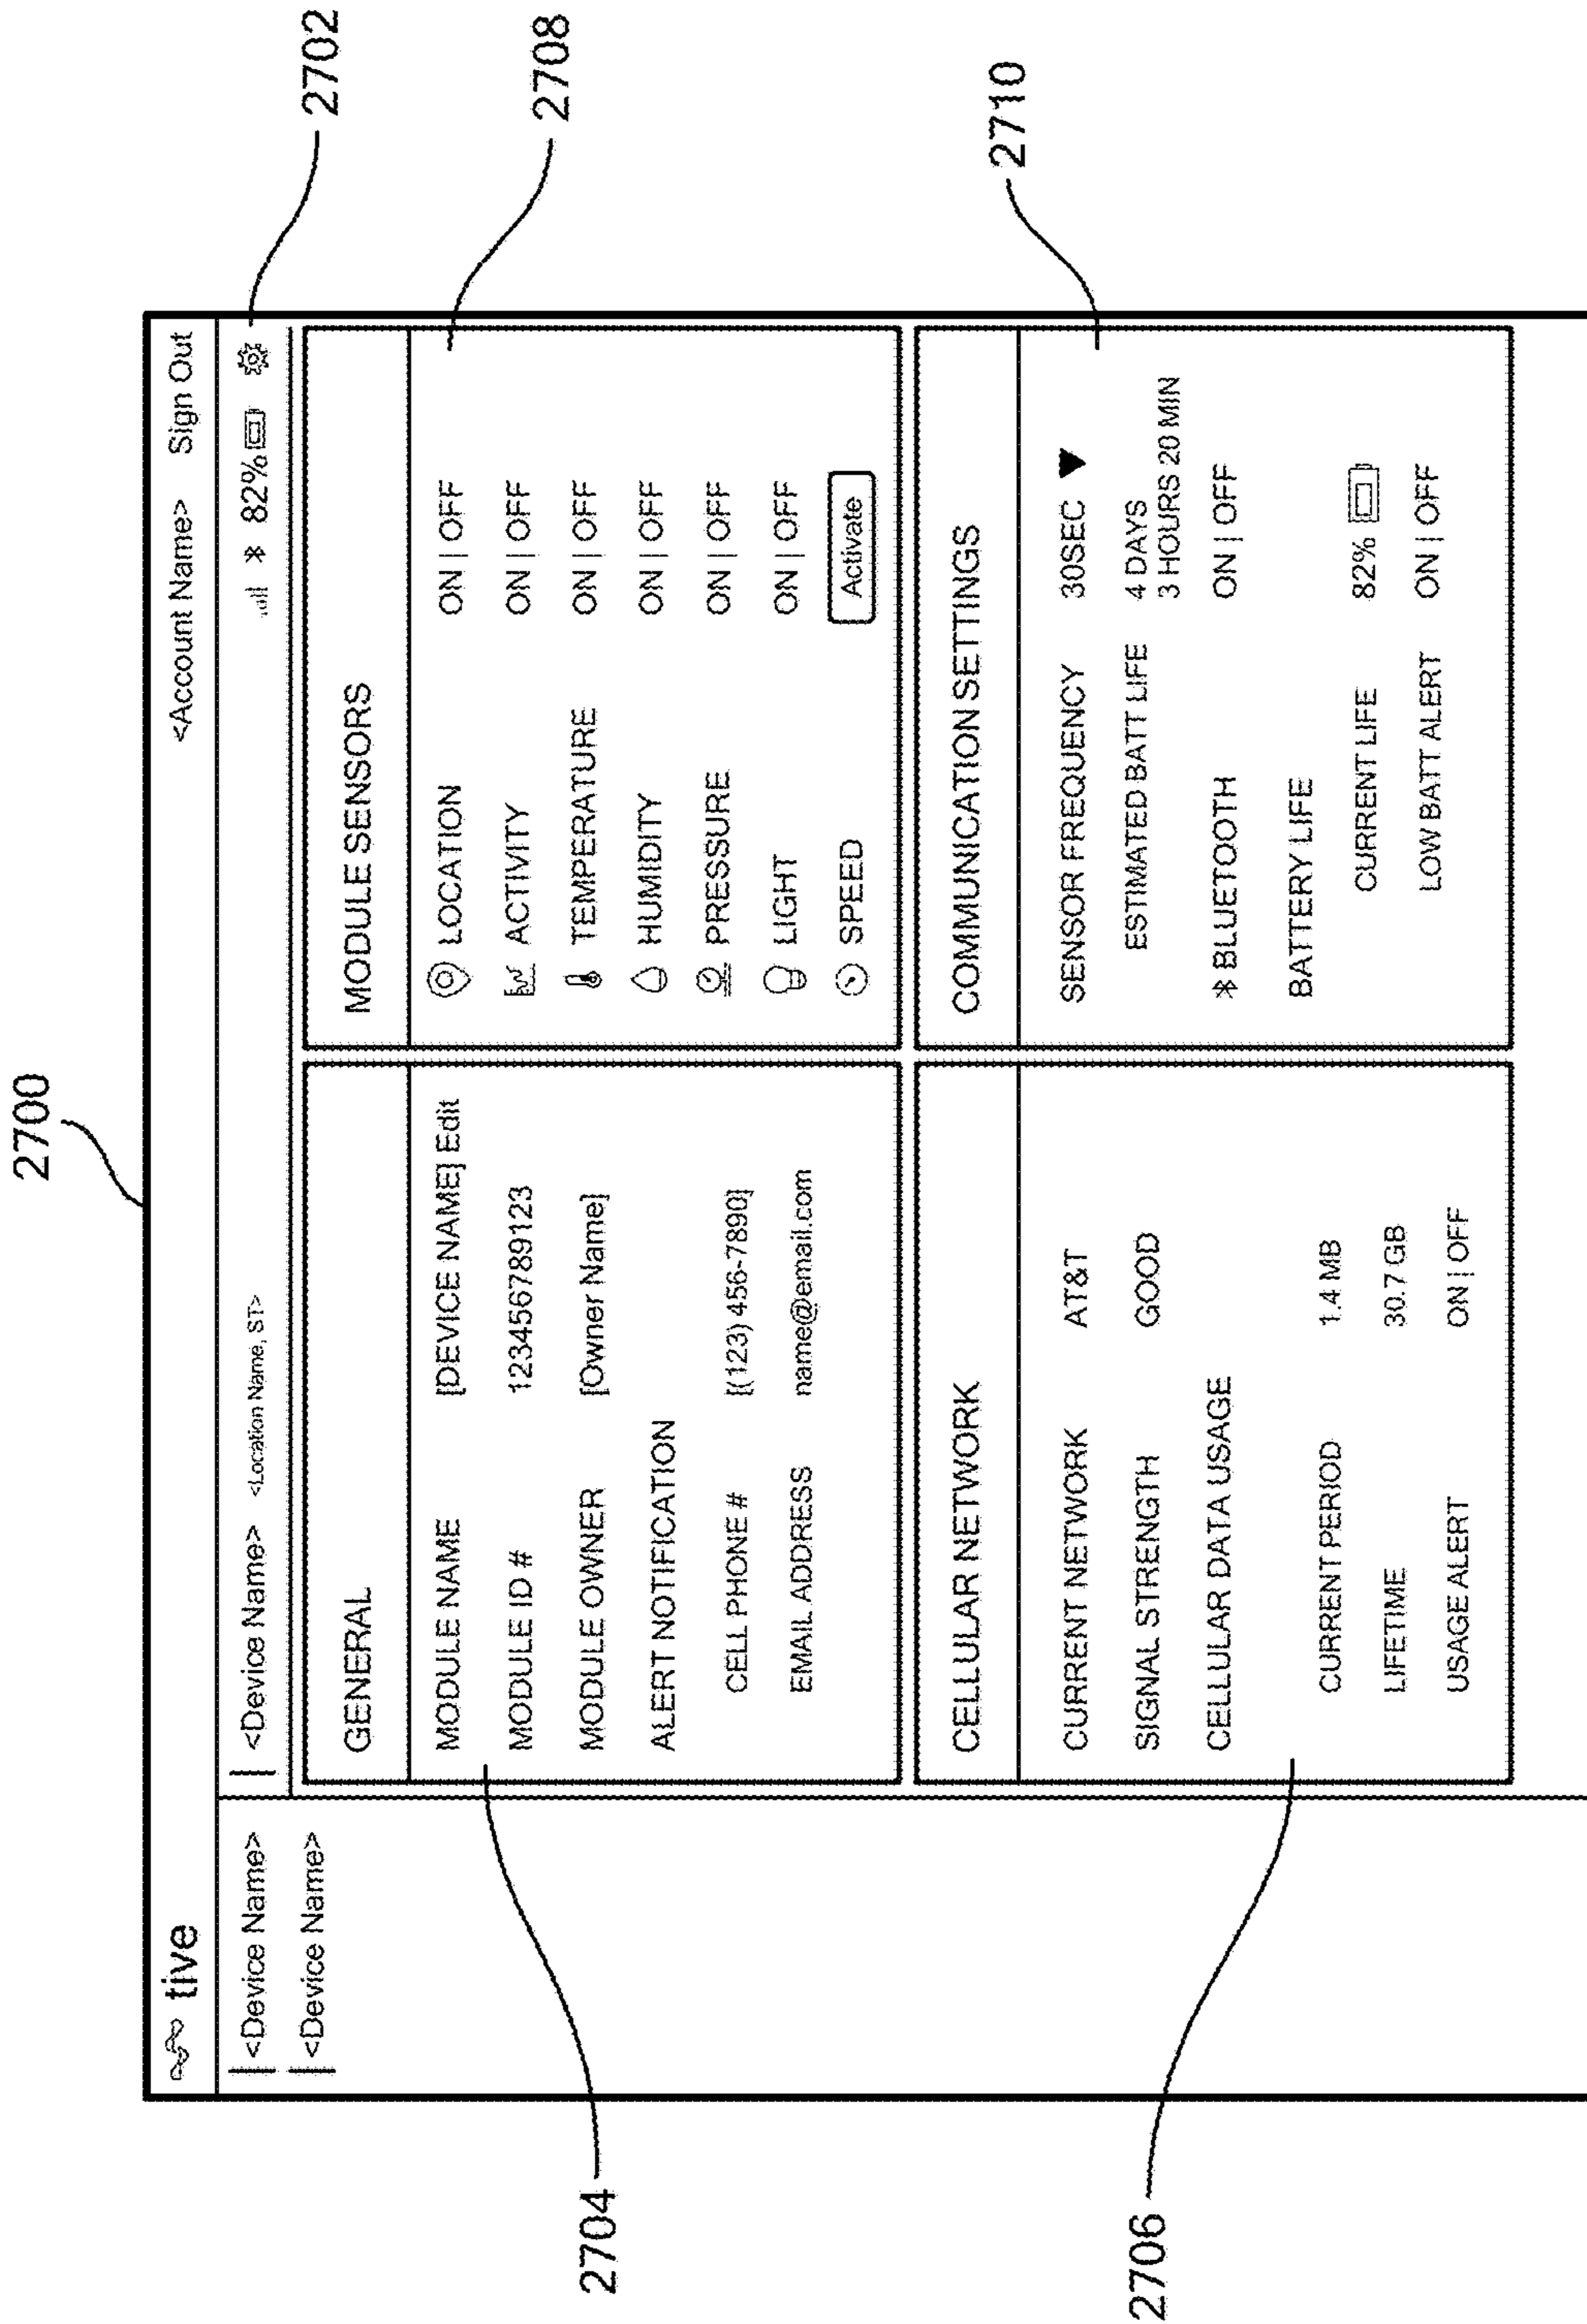 2700
tive
<Account Name> Sign Out
<Device Name>
<Device Name>
<Device Name> <Location Name, ST>
82%
2702
GENERAL
MODULE NAME [DEVICE NAME] Edit
MODULE ID # 123456789123
MODULE OWNER [Owner Name]
ALERT NOTIFICATION
CELL PHONE # [(123) 456-7890]
EMAIL ADDRESS name@email.com
2704
MODULE SENSORS
LOCATION ON | OFF
ACTIVITY ON | OFF
TEMPERATURE ON | OFF
HUMIDITY ON | OFF
PRESSURE ON | OFF
LIGHT ON | OFF
SPEED Activate
2708
CELLULAR NETWORK
CURRENT NETWORK AT&T
SIGNAL STRENGTH GOOD
CELLULAR DATA USAGE
CURRENT PERIOD 1.4 MB
LIFETIME 30.7 GB
USAGE ALERT ON | OFF
2706
COMMUNICATION SETTINGS
SENSOR FREQUENCY 30SEC ▼
ESTIMATED BATT LIFE 4 DAYS
3 HOURS 20 MIN
BLUETOOTH ON | OFF
BATTERY LIFE
CURRENT LIFE 82%
LOW BATT ALERT ON | OFF
2710